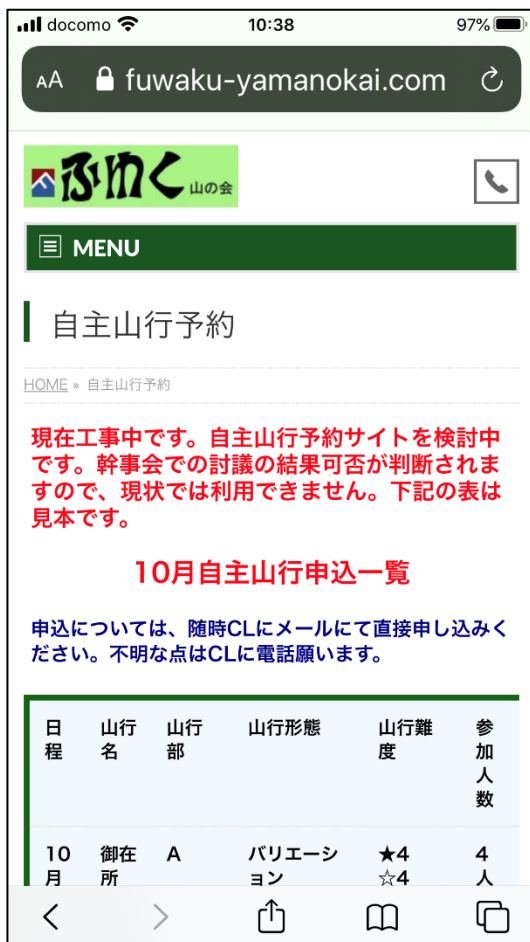 docomo 10:38 97%
AA fuwaku-yamanokai.com
ふわく 山の会
MENU
自主山行予約
HOME » 自主山行予約
現在工事中です。自主山行予約サイトを検討中
です。幹事会での討議の結果可否が判断されま
すので、現状では利用できません。下記の表は
見本です。
10月自主山行申込一覧
申込については、随時CLにメールにて直接申し込みく
ださい。不明な点はCLに電話願います。
日程 山行名 山行部 山行形態 山行難度 参加人数
10月 御在所 A バリエーション ★4 ☆4 4人